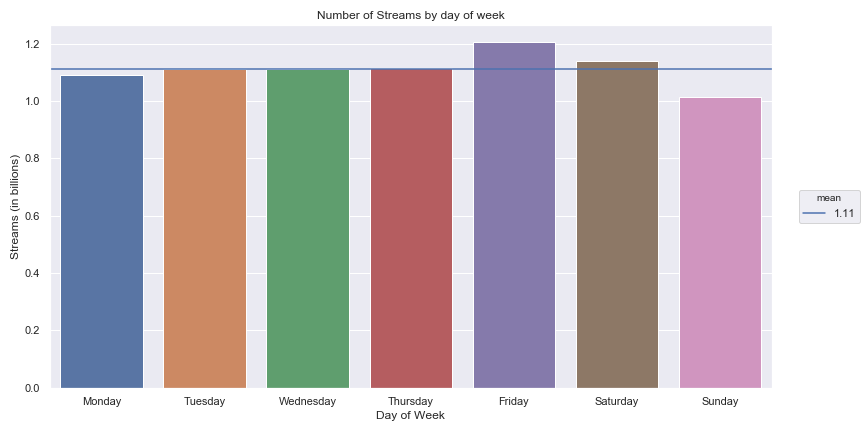 Number of Streams by day of week
Streams (in billions)
1.2
1.0
0.8
0.6
0.4
0.2
0.0
Monday Tuesday Wednesday Thursday Friday Saturday Sunday
Day of Week
mean
1.11